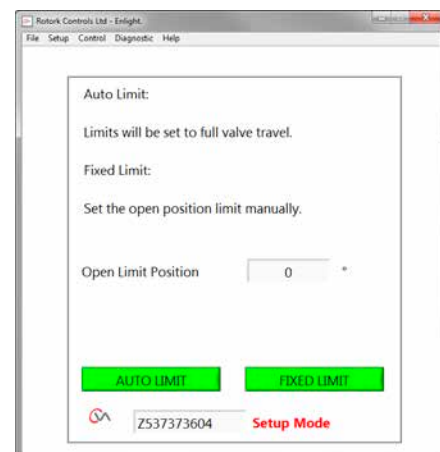 Rotork Controls Ltd - Enlight.
File Setup Control Diagnostic Help
Auto Limit:
Limits will be set to full valve travel.
Fixed Limit:
Set the open position limit manually.
Open Limit Position 0 °
AUTO LIMIT FIXED LIMIT
Z537373604 Setup Mode